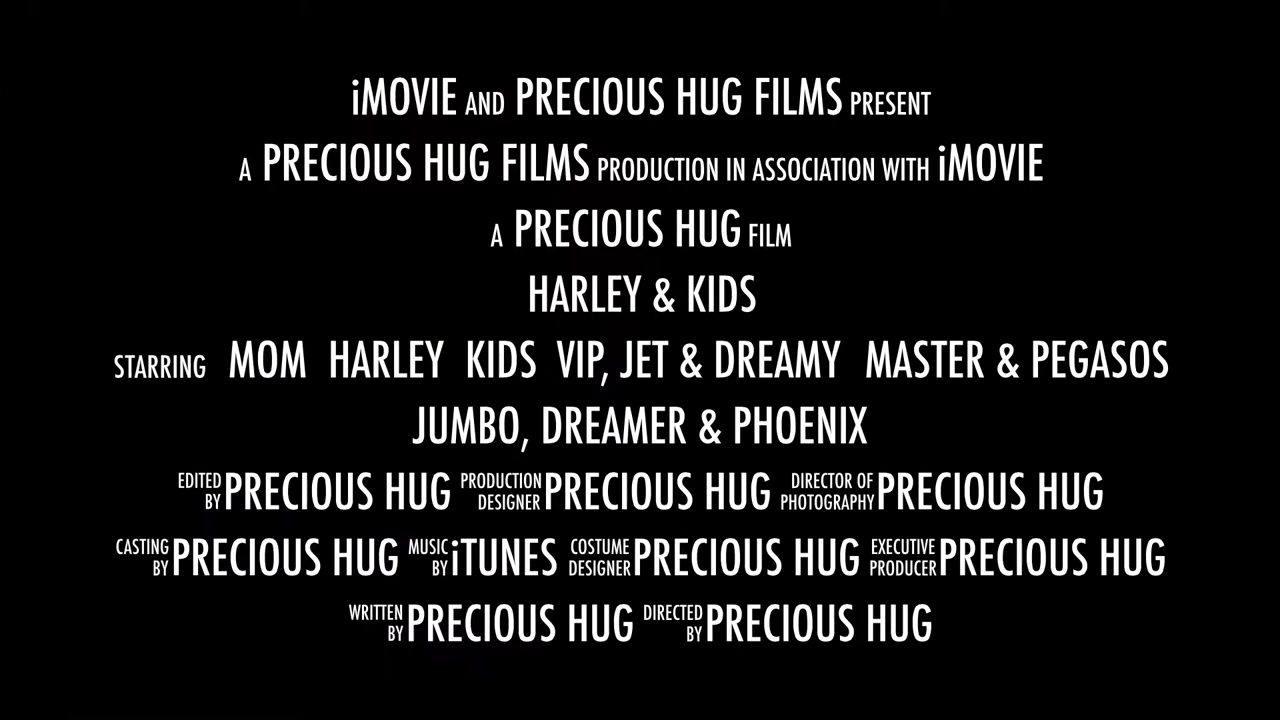 iMOVIE AND PRECIOUS HUG FILMS PRESENT
A PRECIOUS HUG FILMS PRODUCTION IN ASSOCIATION WITH iMOVIE
A PRECIOUS HUG FILM
HARLEY & KIDS
STARRING MOM HARLEY KIDS VIP, JET & DREAMY MASTER & PEGASOS
JUMBO, DREAMER & PHOENIX
EDITED BY PRECIOUS HUG PRODUCTION DESIGNER PRECIOUS HUG DIRECTOR OF PHOTOGRAPHY PRECIOUS HUG
CASTING BY PRECIOUS HUG MUSIC BY iTUNES COSTUME DESIGNER PRECIOUS HUG EXECUTIVE PRODUCER PRECIOUS HUG
WRITTEN BY PRECIOUS HUG DIRECTED BY PRECIOUS HUG